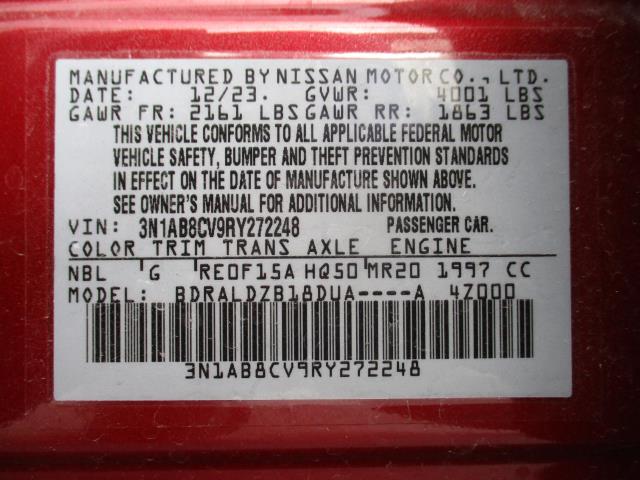 MANUFACTURED BY NISSAN MOTOR CO., LTD.
DATE: 12/23. GVWR: 4001 LBS
GAWR FR: 2161 LBS GAWR RR: 1863 LBS
THIS VEHICLE CONFORMS TO ALL APPLICABLE FEDERAL MOTOR
VEHICLE SAFETY, BUMPER AND THEFT PREVENTION STANDARDS
IN EFFECT ON THE DATE OF MANUFACTURE SHOWN ABOVE.
SEE OWNER'S MANUAL FOR ADDITIONAL INFORMATION.
VIN: 3N1AB8CV9RY272248 PASSENGER CAR.
COLOR TRIM TRANS AXLE ENGINE
NBL G RE0F15A HQ50 MR20 1997 CC
MODEL: BDRALDZB18DUA----A 4Z000
3N1AB8CV9RY272248